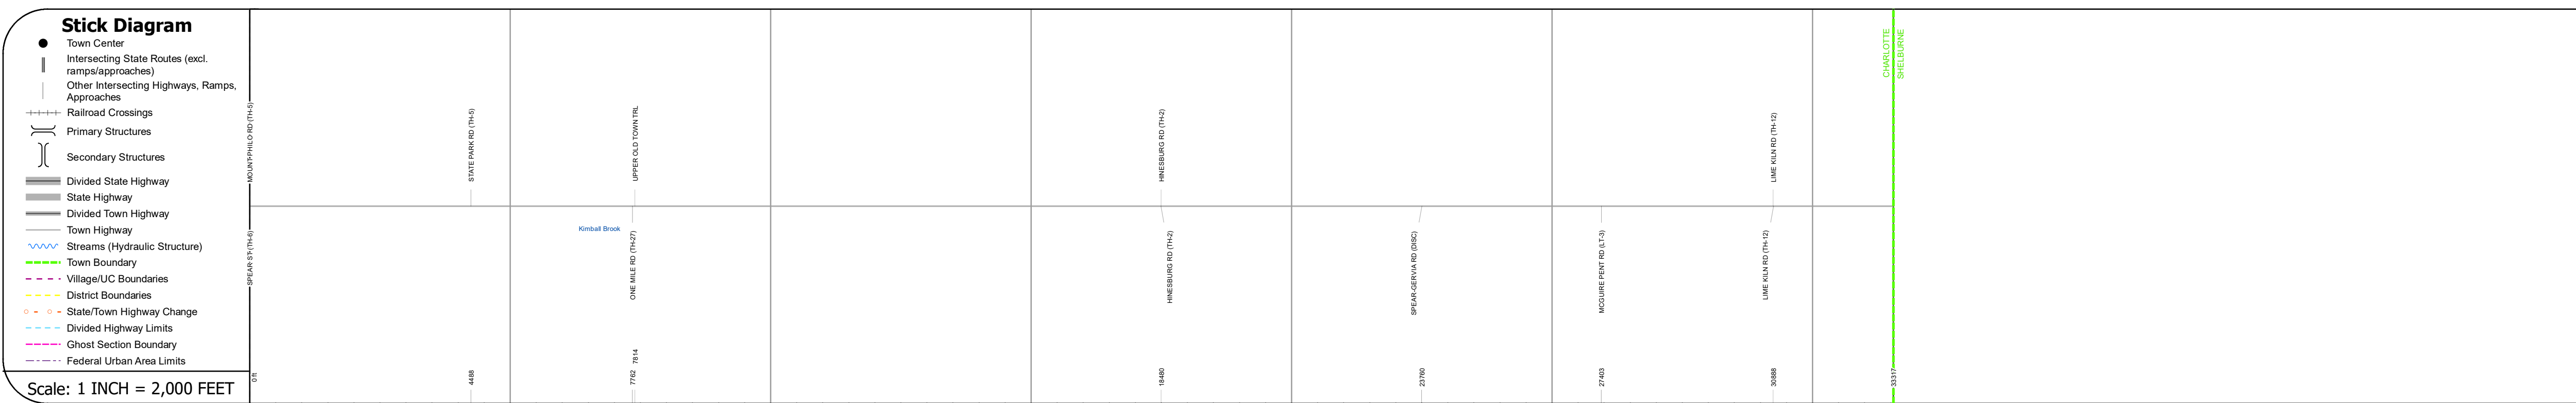 Stick Diagram
Town Center
Intersecting State Routes (excl.
ramps/approaches)
Other Intersecting Highways, Ramps,
Approaches
Railroad Crossings
Primary Structures
Secondary Structures
Divided State Highway
State Highway
Divided Town Highway
Town Highway
Streams (Hydraulic Structure)
Town Boundary
Village/UC Boundaries
District Boundaries
State/Town Highway Change
Divided Highway Limits
Ghost Section Boundary
Federal Urban Area Limits
Scale: 1 INCH = 2,000 FEET
MOUNT PHILO RD (TH-5)
STATE PARK RD (TH-5)
UPPER OLD TOWN TRL
HINESBURG RD (TH-2)
LIME KILN RD (TH-12)
CHARLOTTE
SHELBURNE
SPEAR ST (TH-6)
Kimball Brook
ONE MILE RD (TH-27)
HINESBURG RD (TH-2)
SPEAR-GERVIA RD (DISC)
MCGUIRE PENT RD (LT-3)
LIME KILN RD (TH-12)
0 ft
4488
7762
7814
18480
23760
27403
30888
33317